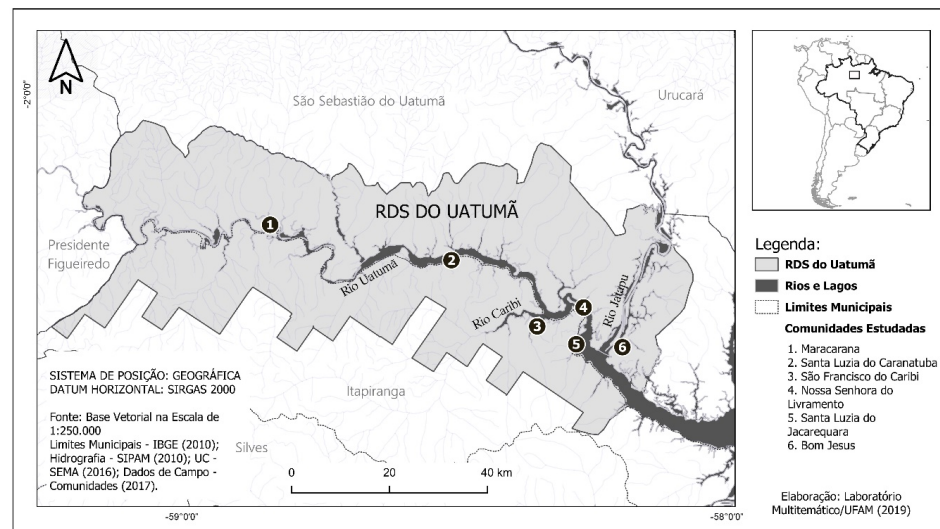 N
-2°0'0"
São Sebastião do Uatumã
Urucará
RDS DO UATUMÃ
Presidente
Figueiredo
1
2
3
4
5
6
Rio Uatumã
Rio Caribi
Rio Jatapu
Itapiranga
Silves
SISTEMA DE POSIÇÃO: GEOGRÁFICA
DATUM HORIZONTAL: SIRGAS 2000
Fonte: Base Vetorial na Escala de
1:250.000
Limites Municipais - IBGE (2010);
Hidrografia - SIPAM (2010); UC -
SEMA (2016); Dados de Campo -
Comunidades (2017).
0 20 40 km
-59°0'0"
-58°0'0"
Legenda:
RDS do Uatumã
Rios e Lagos
Limites Municipais
Comunidades Estudadas
1. Maracarana
2. Santa Luzia do Caranatuba
3. São Francisco do Caribi
4. Nossa Senhora do
Livramento
5. Santa Luzia do
Jacarequara
6. Bom Jesus
Elaboração: Laboratório
Multitemático/UFAM (2019)